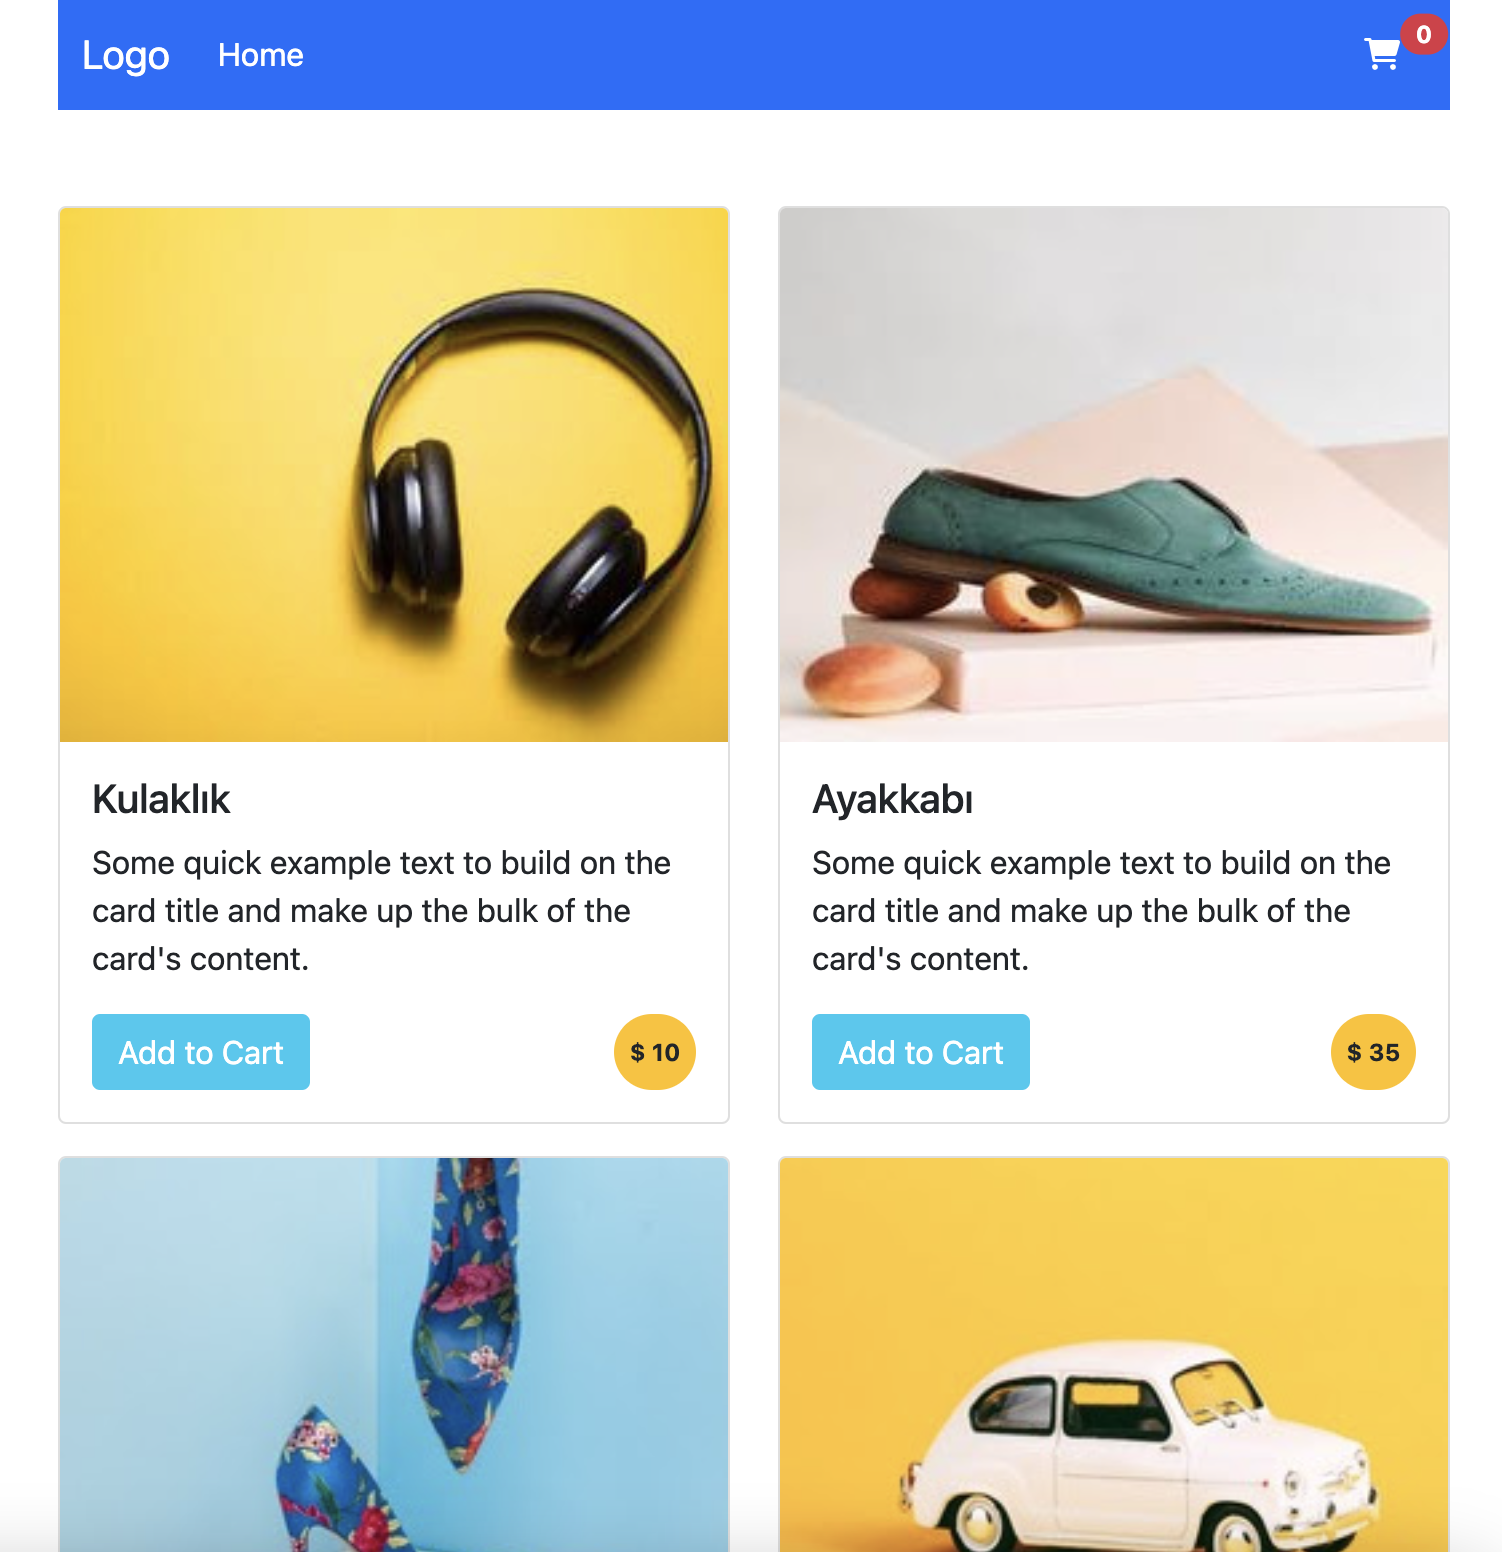 Logo Home 0
Kulaklık
Some quick example text to build on the
card title and make up the bulk of the
card's content.
Add to Cart $ 10
Ayakkabı
Some quick example text to build on the
card title and make up the bulk of the
card's content.
Add to Cart $ 35